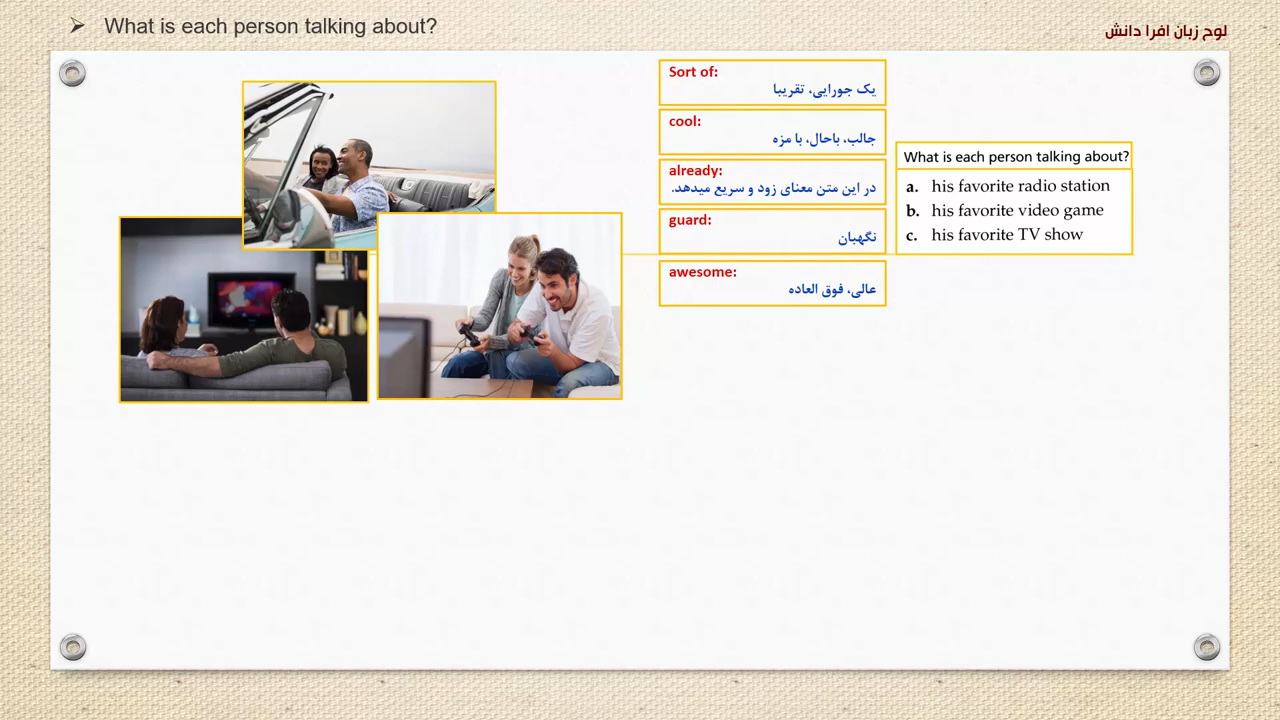 What is each person talking about?
لوح زبان افرا دانش
Sort of:
یک جورایی، تقریبا
cool:
جالب، باحال، با مزه
already:
در این متن معنای زود و سریع میدهد.
guard:
نگهبان
awesome:
عالی، فوق العاده
What is each person talking about?
a. his favorite radio station
b. his favorite video game
c. his favorite TV show